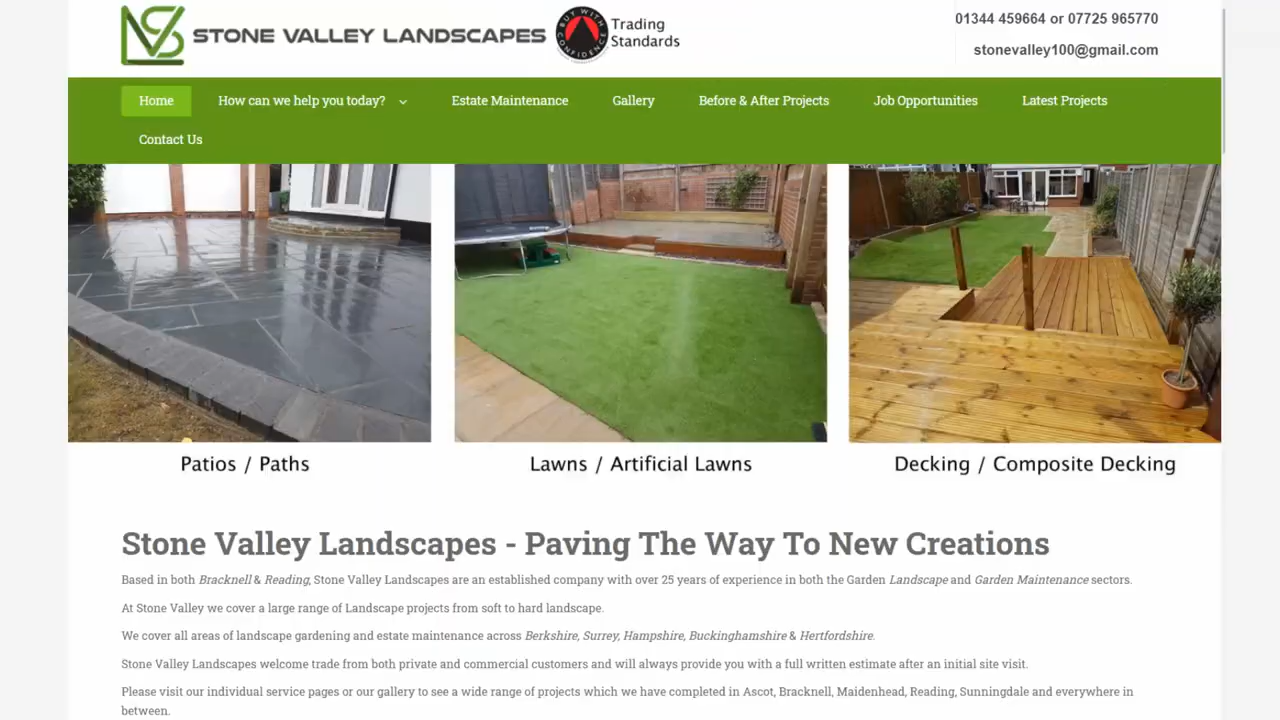 STONE VALLEY LANDSCAPES
BUY WITH CONFIDENCE
Trading
Standards
01344 459664 or 07725 965770
stonevalley100@gmail.com
Home
How can we help you today?
Estate Maintenance
Gallery
Before & After Projects
Job Opportunities
Latest Projects
Contact Us
Patios / Paths
Lawns / Artificial Lawns
Decking / Composite Decking
Stone Valley Landscapes - Paving The Way To New Creations
Based in both Bracknell & Reading, Stone Valley Landscapes are an established company with over 25 years of experience in both the Garden Landscape and Garden Maintenance sectors.
At Stone Valley we cover a large range of Landscape projects from soft to hard landscape.
We cover all areas of landscape gardening and estate maintenance across Berkshire, Surrey, Hampshire, Buckinghamshire & Hertfordshire.
Stone Valley Landscapes welcome trade from both private and commercial customers and will always provide you with a full written estimate after an initial site visit.
Please visit our individual service pages or our gallery to see a wide range of projects which we have completed in Ascot, Bracknell, Maidenhead, Reading, Sunningdale and everywhere in
between.